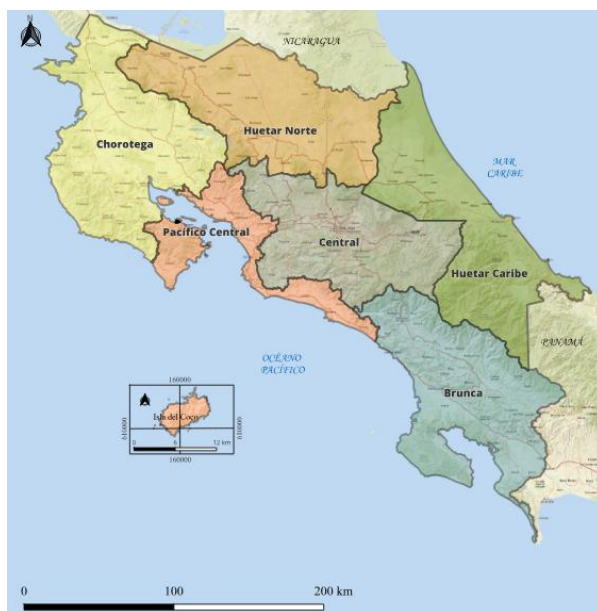 N
NICARAGUA
Huetar Norte
Chorotega
MAR
CARIBE
Pacífico Central
Central
Huetar Caribe
PANAMÁ
OCÉANO
PACÍFICO
Brunca
160000
Isla del Coco
610000
610000
0 6 12 km
160000
0 100 200 km